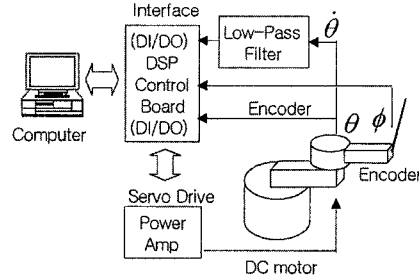 Interface
(DI/DO)
DSP
Control
Board
(DI/DO)
Low-Pass
Filter
θ̇
Computer
Encoder
θ
ϕ
Encoder
Servo Drive
Power
Amp
DC motor